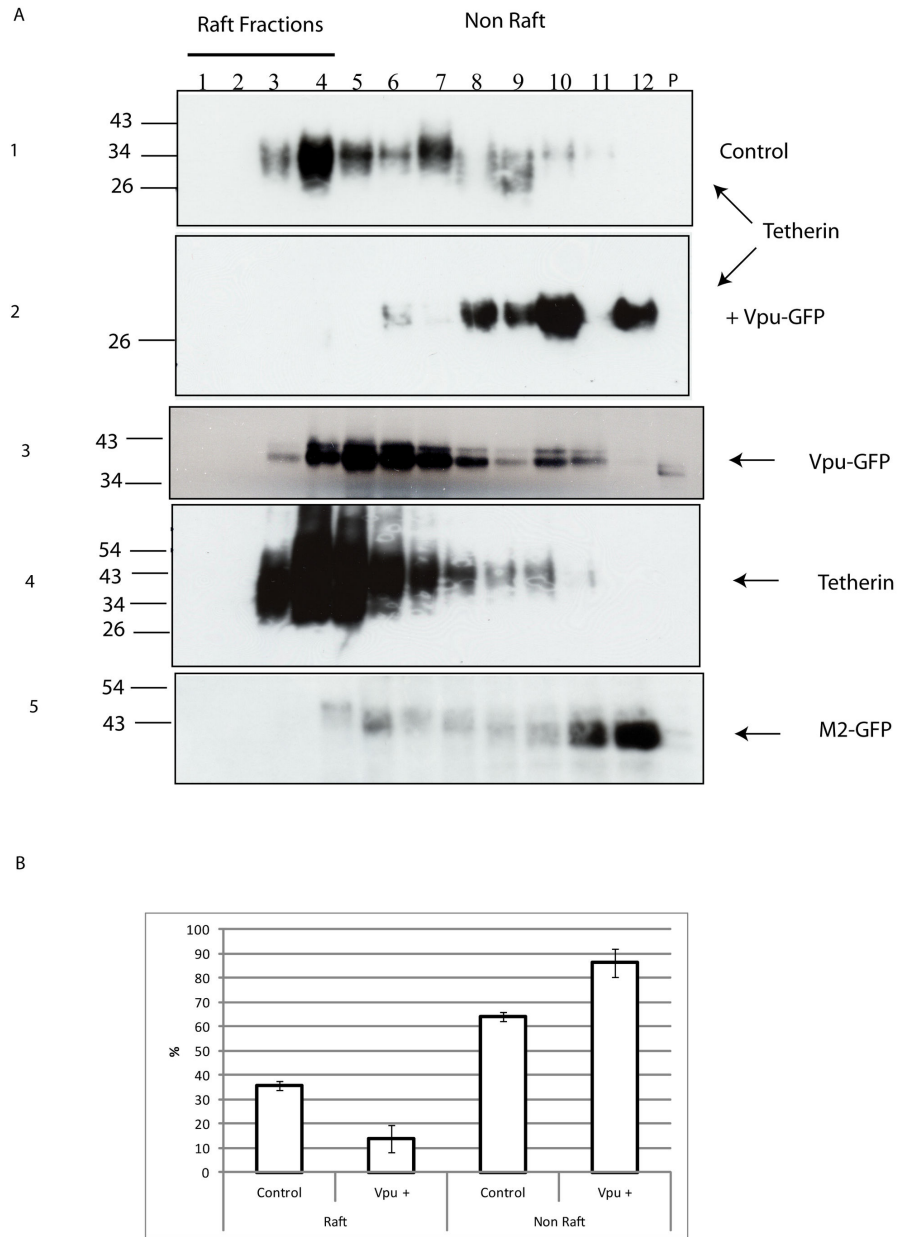 A
Raft Fractions
Non Raft
1 2 3 4 5 6 7 8 9 10 11 12 P
1
43
34
26
Control
Tetherin
2
26
+ Vpu-GFP
3
43
34
Vpu-GFP
4
54
43
34
26
Tetherin
5
54
43
M2-GFP
B
%
100
90
80
70
60
50
40
30
20
10
0
Control Vpu + Control Vpu +
Raft Non Raft